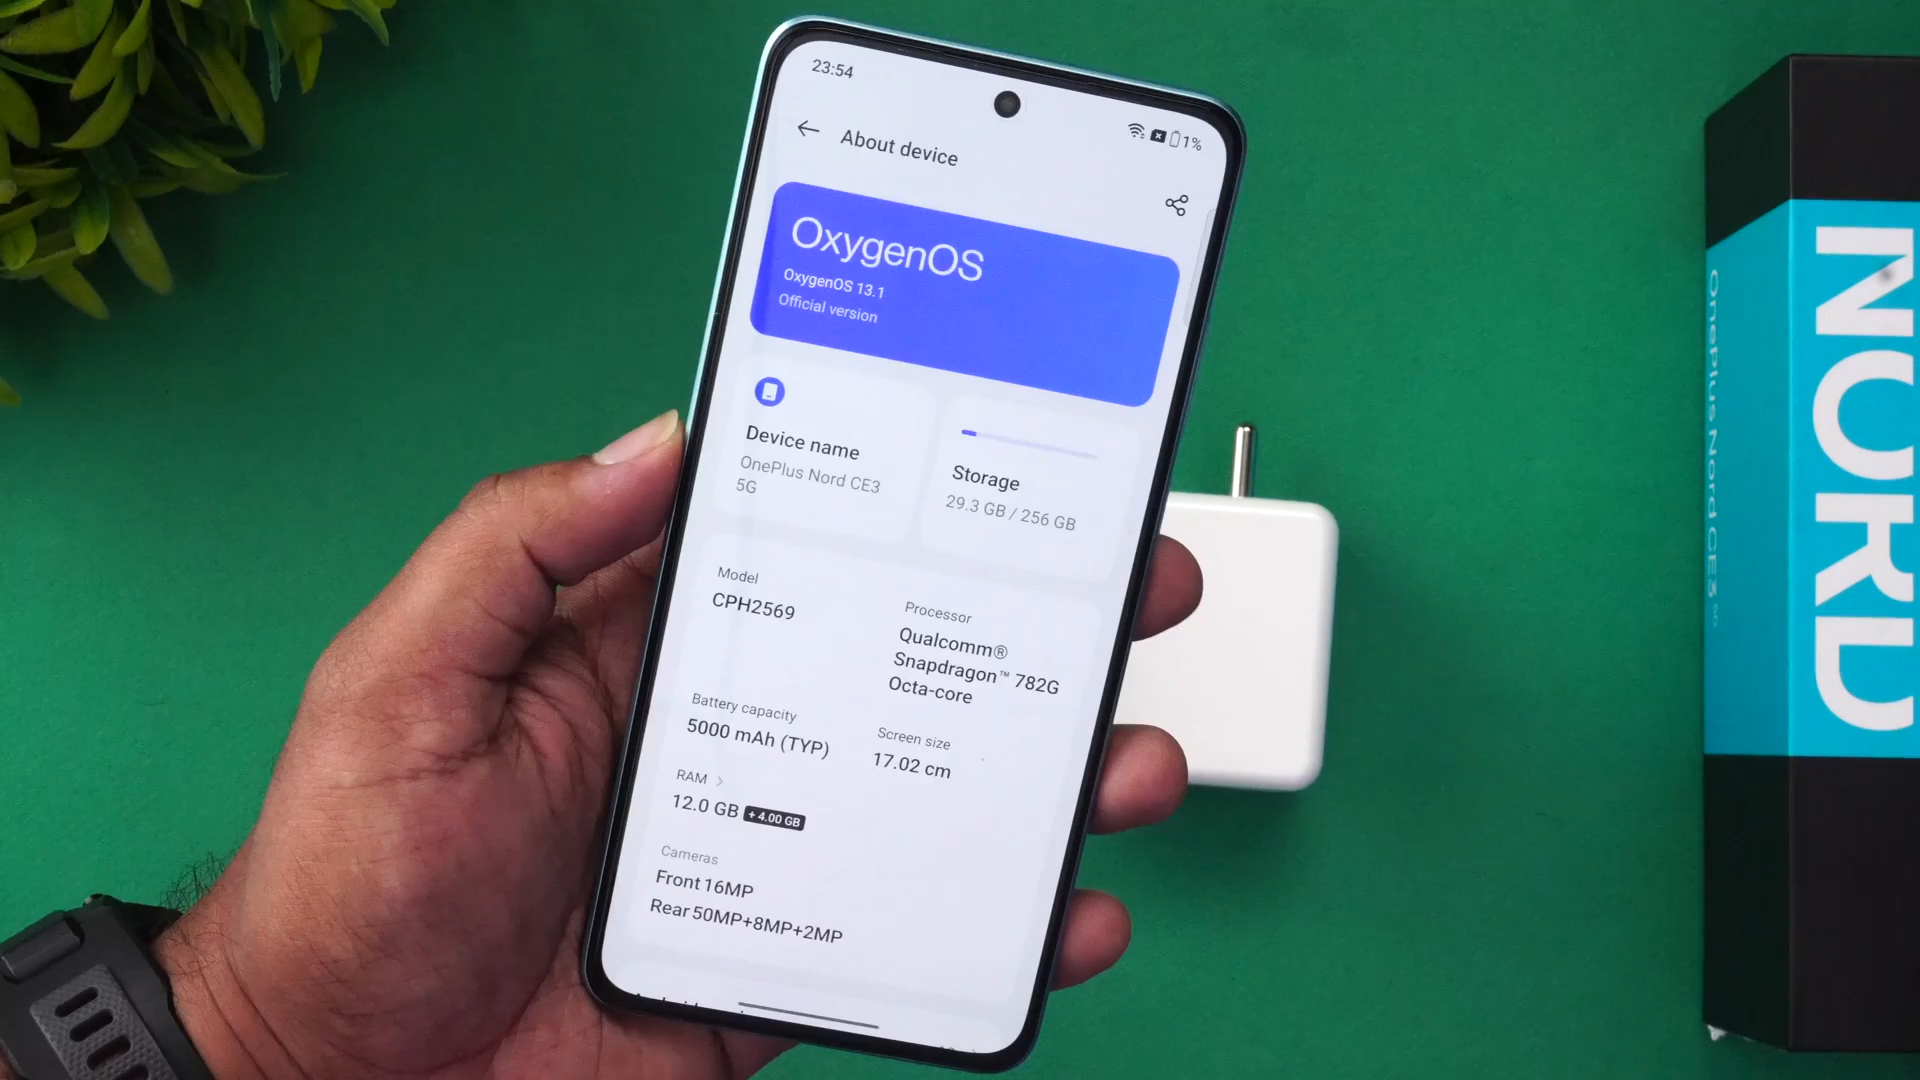 23:54
1%
About device
OxygenOS
OxygenOS 13.1
Official version
Device name
OnePlus Nord CE3
5G
Storage
29.3 GB / 256 GB
Model
CPH2569
Processor
Qualcomm®
Snapdragon™ 782G
Octa-core
Battery capacity
5000 mAh (TYP)
Screen size
17.02 cm
RAM >
12.0 GB + 4.00 GB
Cameras
Front 16MP
Rear 50MP+8MP+2MP
NORD
OnePlus Nord CE3 5G